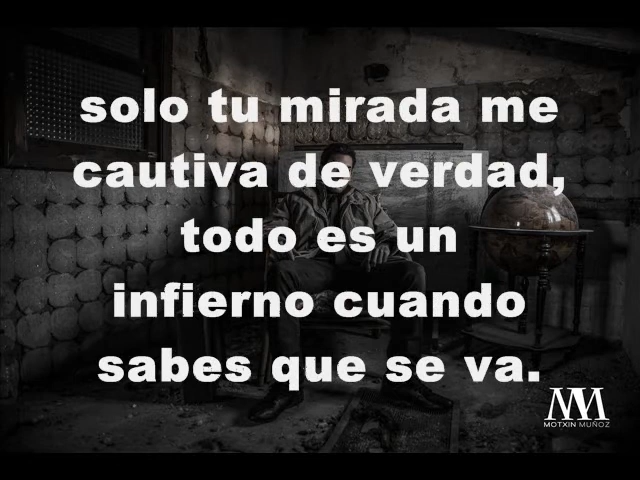 solo tu mirada me
cautiva de verdad,
todo es un
infierno cuando
sabes que se va.
MM
MOTXIN MUÑOZ